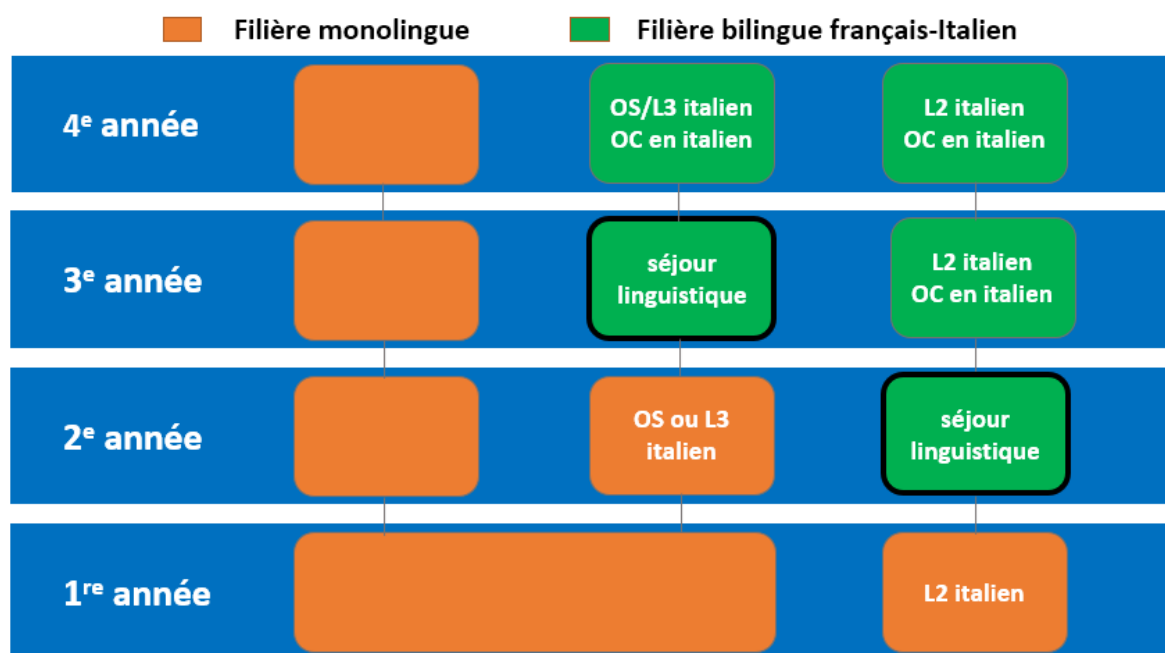 Filière monolingue
Filière bilingue français-Italien
4e année
OS/L3 italien
OC en italien
L2 italien
OC en italien
3e année
séjour
linguistique
L2 italien
OC en italien
2e année
OS ou L3
italien
séjour
linguistique
1re année
L2 italien